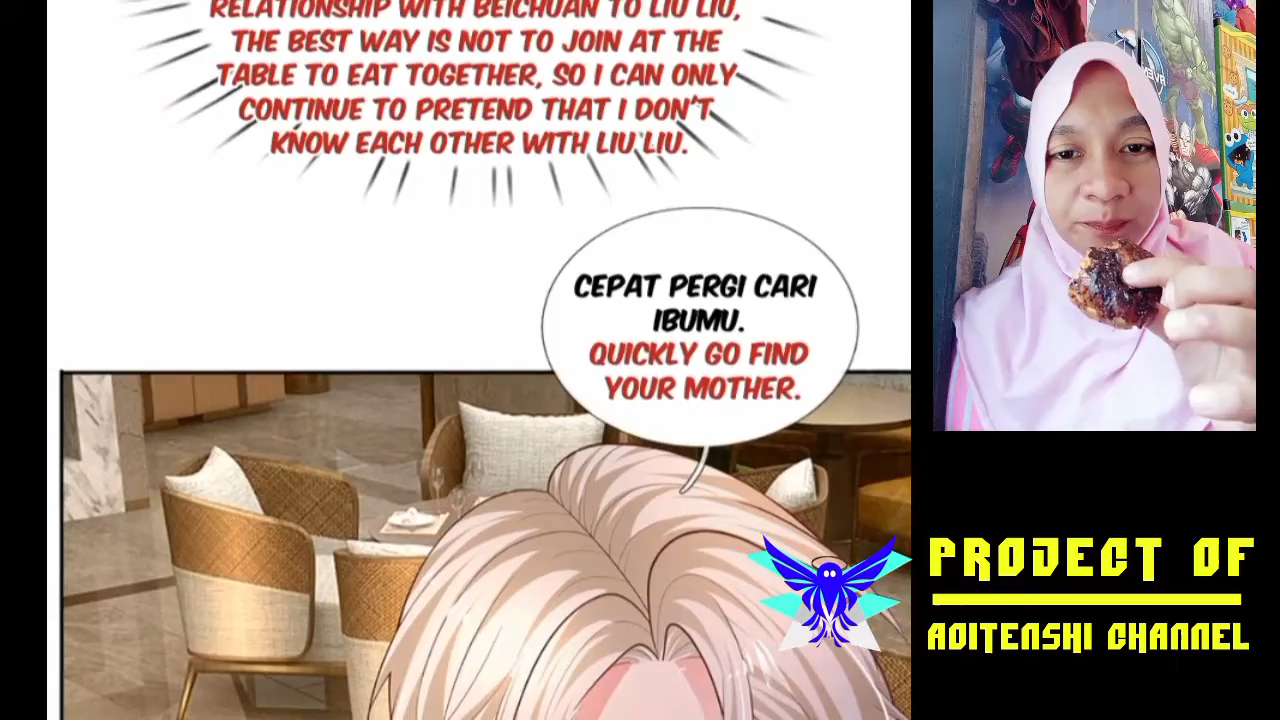 RELATIONSHIP WITH BEICHUAN TO LIU LIU,
THE BEST WAY IS NOT TO JOIN AT THE
TABLE TO EAT TOGETHER, SO I CAN ONLY
CONTINUE TO PRETEND THAT I DON'T
KNOW EACH OTHER WITH LIU LIU.
CEPAT PERGI CARI
IBUMU.
QUICKLY GO FIND
YOUR MOTHER.
PROJECT OF
AOITENSHI CHANNEL